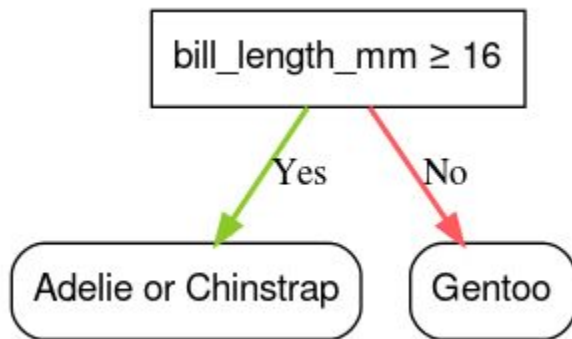 bill_length_mm ≥ 16
Yes
No
Adelie or Chinstrap
Gentoo